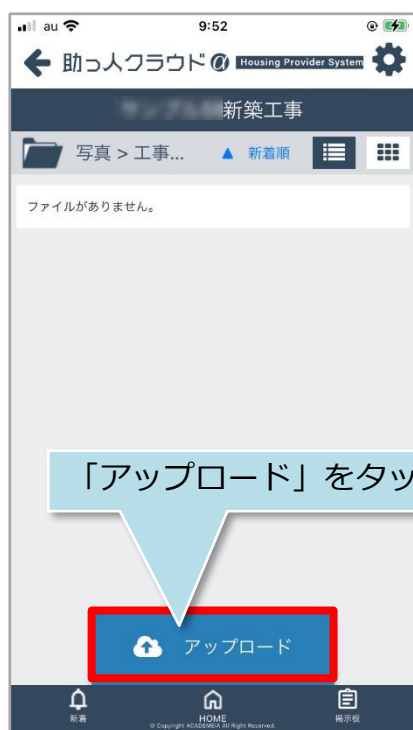 au 9:52
助っ人クラウド@ Housing Provider System
新築工事
写真 > 工事... ▲ 新着順
ファイルがありません。
「アップロード」をタッ
アップロード
新着 HOME 掲示板
© Copyright ACADEMEIA All Right Reserved.